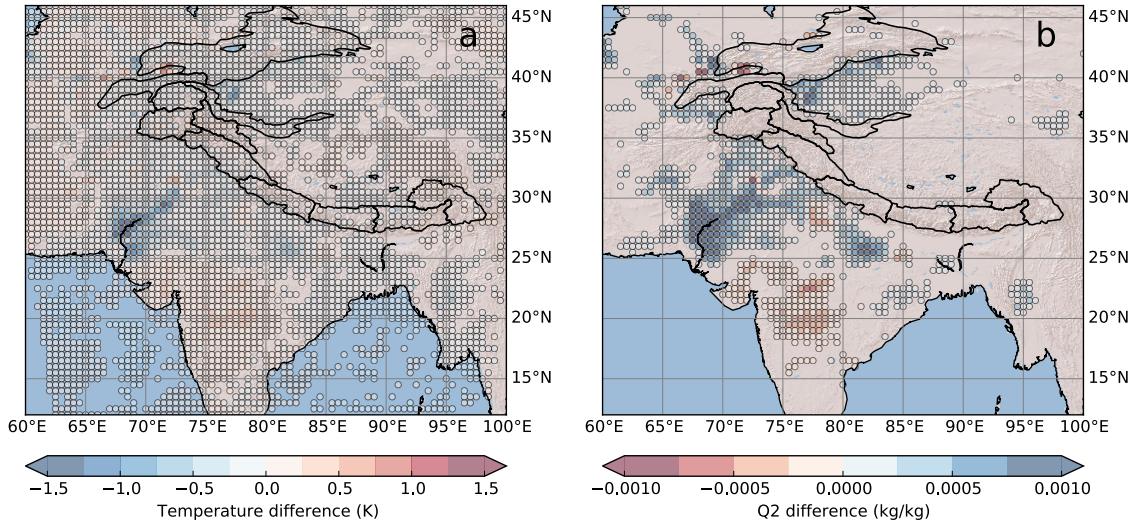 a
b
45°N
40°N
35°N
30°N
25°N
20°N
15°N
45°N
40°N
35°N
30°N
25°N
20°N
15°N
60°E 65°E 70°E 75°E 80°E 85°E 90°E 95°E 100°E
60°E 65°E 70°E 75°E 80°E 85°E 90°E 95°E 100°E
−1.5 −1.0 −0.5 0.0 0.5 1.0 1.5
Temperature difference (K)
−0.0010 −0.0005 0.0000 0.0005 0.0010
Q2 difference (kg/kg)